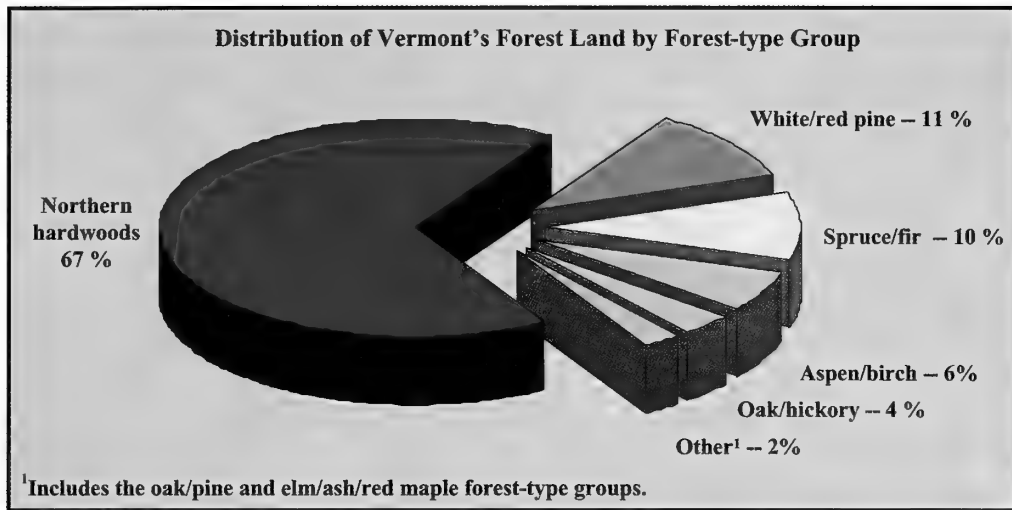 Distribution of Vermont's Forest Land by Forest-type Group
White/red pine – 11 %
Northern
hardwoods
67 %
Spruce/fir – 10 %
Aspen/birch – 6%
Oak/hickory – 4 %
Other¹ – 2%
¹Includes the oak/pine and elm/ash/red maple forest-type groups.